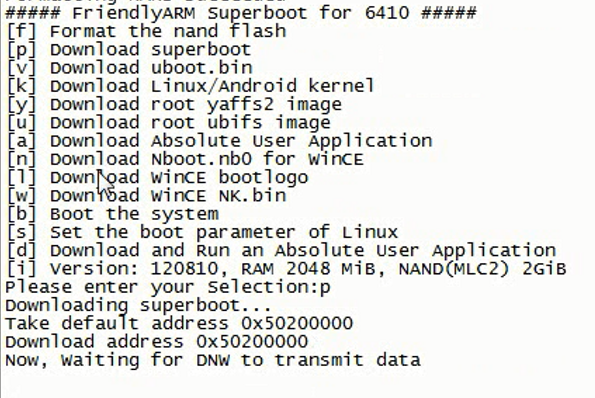 ##### FriendlyARM Superboot for 6410 #####
[f] Format the nand flash
[p] Download superboot
[v] Download uboot.bin
[k] Download Linux/Android kernel
[y] Download root yaffs2 image
[u] Download root ubifs image
[a] Download Absolute User Application
[n] Download Nboot.nb0 for WinCE
[l] Download WinCE bootlogo
[w] Download WinCE NK.bin
[b] Boot the system
[s] Set the boot parameter of Linux
[d] Download and Run an Absolute User Application
[i] Version: 120810, RAM 2048 MiB, NAND(MLC2) 2GiB
Please enter your Selection:p
Downloading superboot...
Take default address 0x50200000
Download address 0x50200000
Now, Waiting for DNW to transmit data